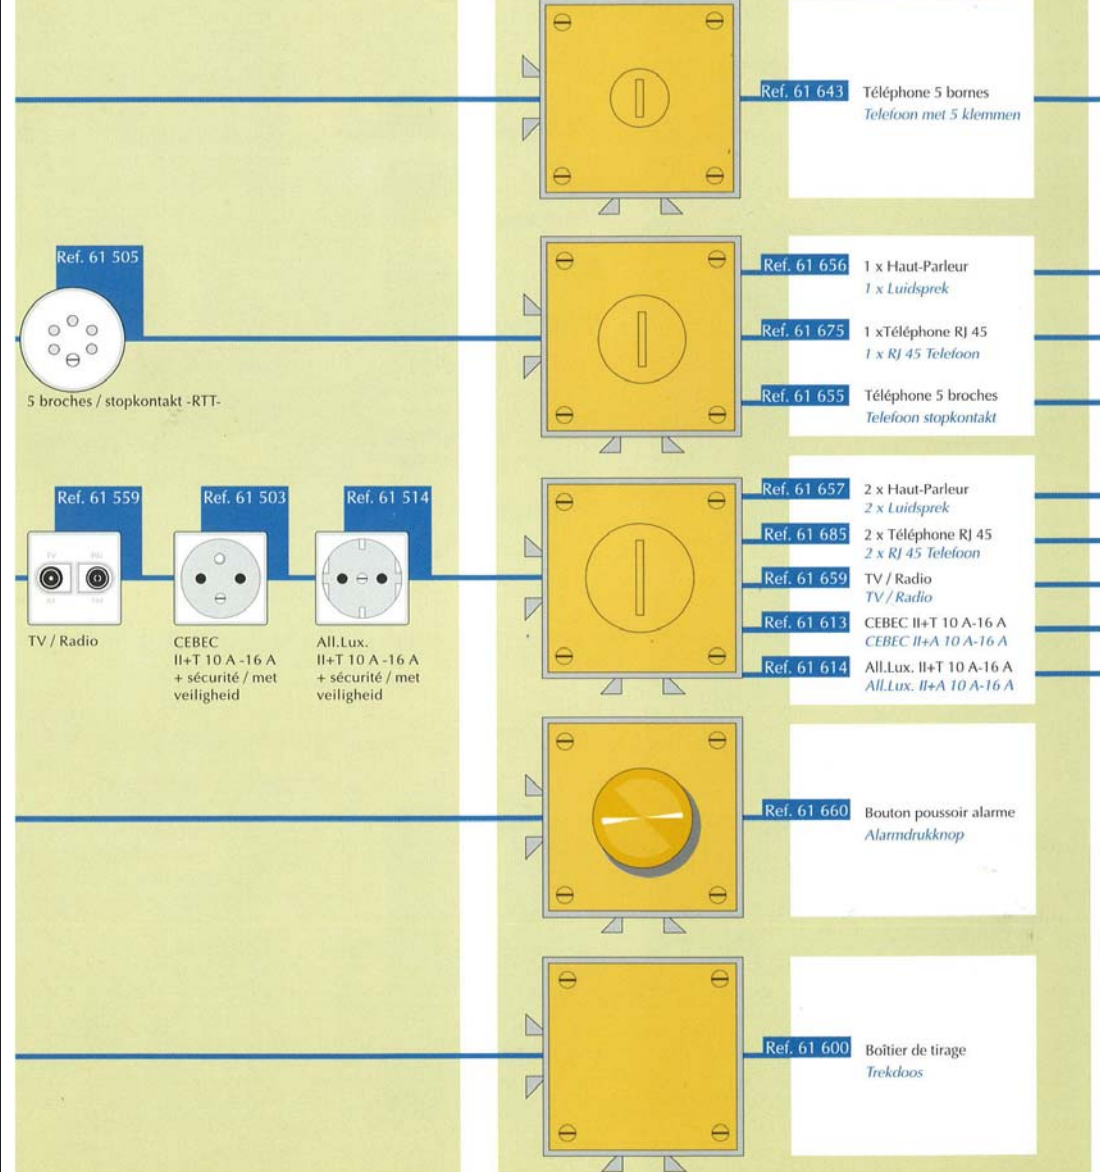 Ref. 61 643
Téléphone 5 bornes
Telefoon met 5 klemmen
Ref. 61 505
5 broches / stopkontakt -RTT-
Ref. 61 656
1 x Haut-Parleur
1 x Luidsprek
Ref. 61 675
1 xTéléphone RJ 45
1 x RJ 45 Telefoon
Ref. 61 655
Téléphone 5 broches
Telefoon stopkontakt
Ref. 61 559
TV / Radio
Ref. 61 503
CEBEC
II+T 10 A -16 A
+ sécurité / met
veiligheid
Ref. 61 514
All.Lux.
II+T 10 A -16 A
+ sécurité / met
veiligheid
Ref. 61 657
2 x Haut-Parleur
2 x Luidsprek
Ref. 61 685
2 x Téléphone RJ 45
2 x RJ 45 Telefoon
Ref. 61 659
TV / Radio
TV / Radio
Ref. 61 613
CEBEC II+T 10 A-16 A
CEBEC II+A 10 A-16 A
Ref. 61 614
All.Lux. II+T 10 A-16 A
All.Lux. II+A 10 A-16 A
Ref. 61 660
Bouton poussoir alarme
Alarmdrukknop
Ref. 61 600
Boîtier de tirage
Trekdoos